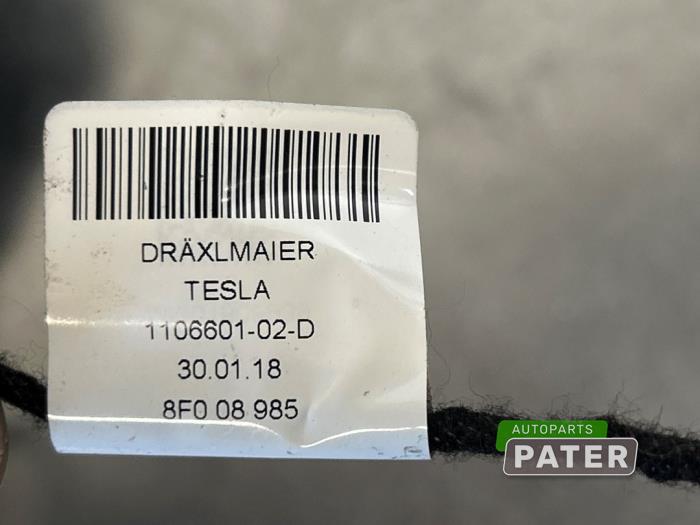 DRÄXLMAIER
TESLA
1106601-02-D
30.01.18
8F0 08 985
AUTOPARTS
PATER